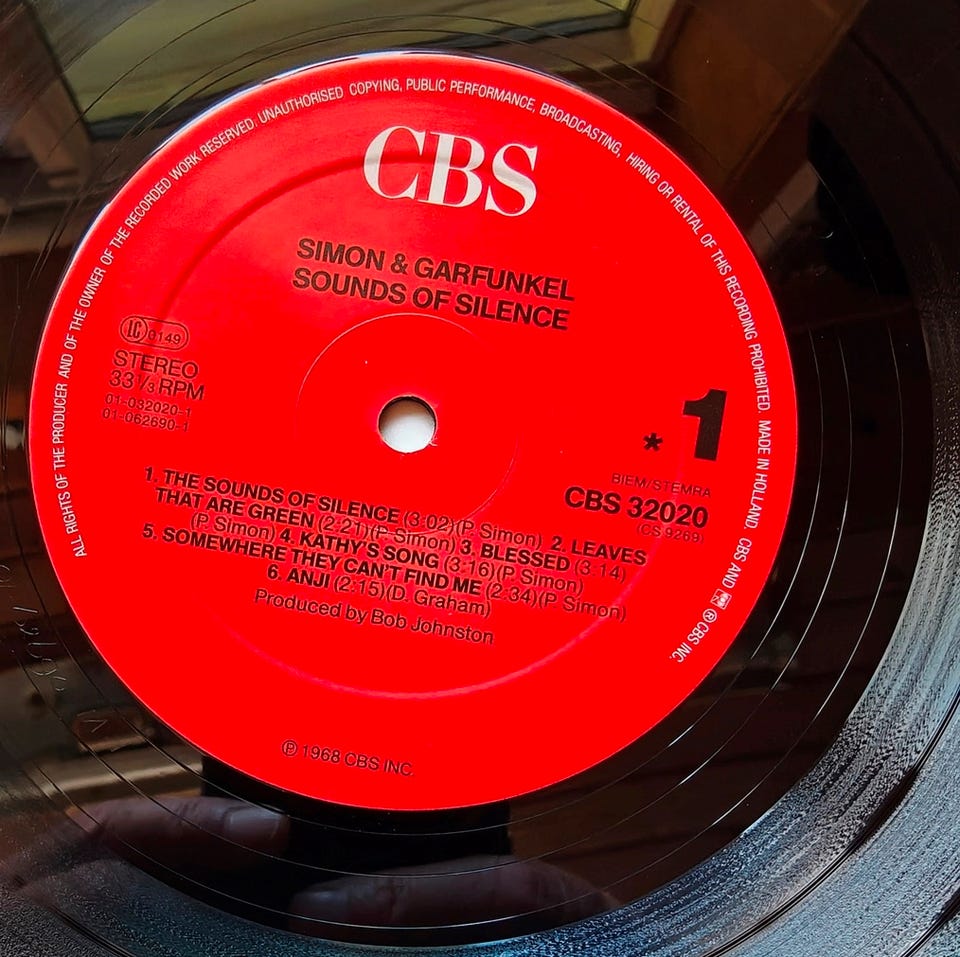 ALL RIGHTS OF THE PRODUCER AND OF THE OWNER OF THE RECORDED WORK RESERVED. UNAUTHORISED COPYING, PUBLIC PERFORMANCE, BROADCASTING, HIRING OR RENTAL OF THIS RECORDING PROHIBITED. MADE IN HOLLAND CBS AND ® CBS INC.
CBS
SIMON & GARFUNKEL
SOUNDS OF SILENCE
LC 0149
STEREO
33⅓ RPM
01-032020-1
01-062690-1
* 1
BIEM/STEMRA
CBS 32020
(CS 9269)
1. THE SOUNDS OF SILENCE (3:02)(P. Simon) 2. LEAVES
THAT ARE GREEN (2:21)(P. Simon) 3. BLESSED (3:14)
(P. Simon) 4. KATHY'S SONG (3:16)(P. Simon)
5. SOMEWHERE THEY CAN'T FIND ME (2:34)(P. Simon)
6. ANJI (2:15)(D. Graham)
Produced by Bob Johnston
℗ 1968 CBS INC.